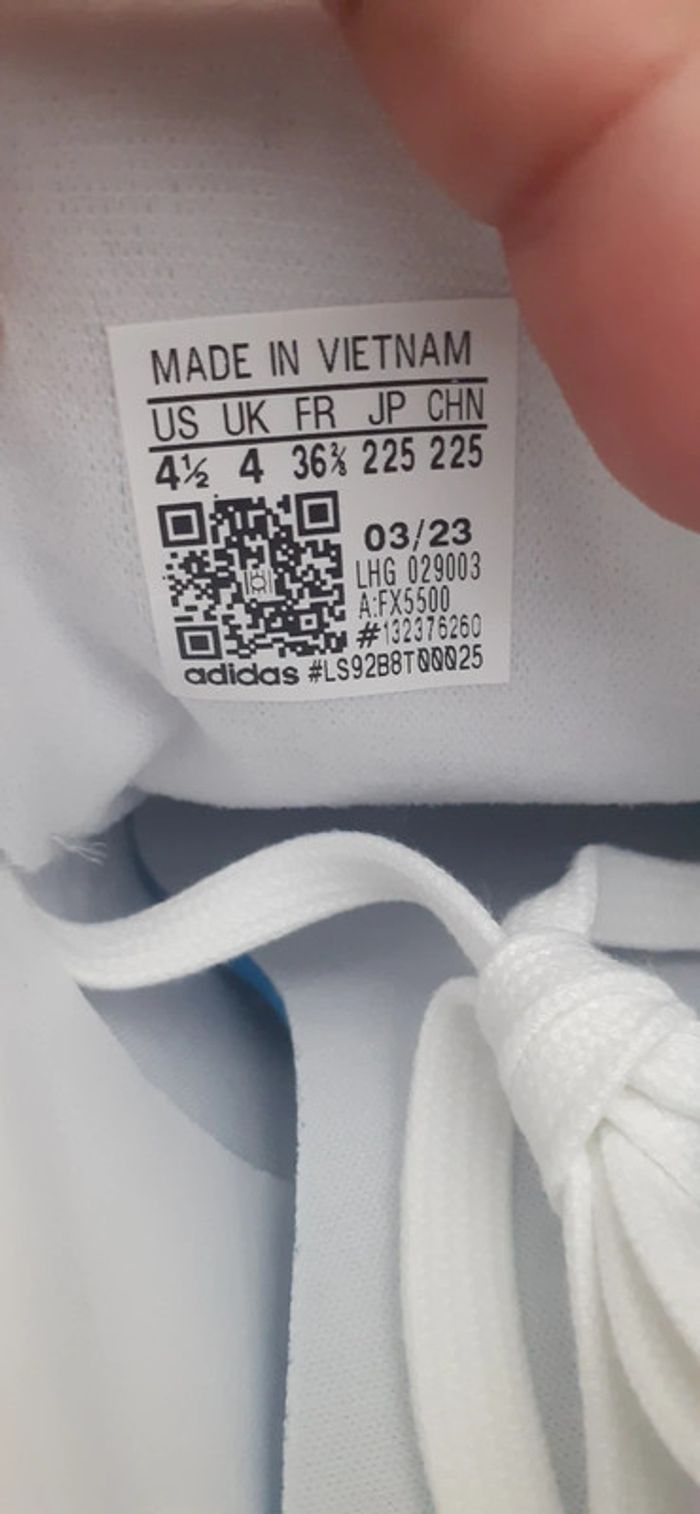 MADE IN VIETNAM
US UK FR JP CHN
4½ 4 36⅔ 225 225
03/23
LHG 029003
A:FX5500
#132376260
adidas #LS92B8T00025